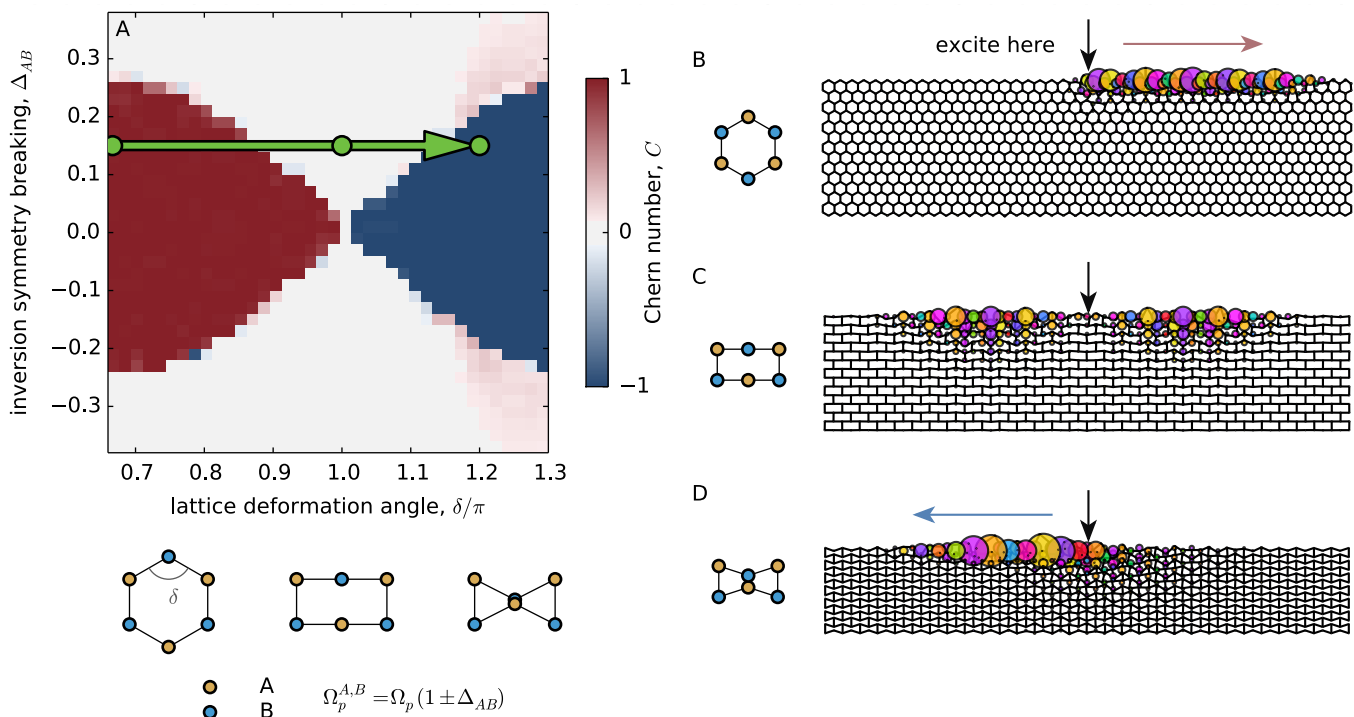 A
inversion symmetry breaking, Δ_AB
0.3
0.2
0.1
0.0
−0.1
−0.2
−0.3
0.7 0.8 0.9 1.0 1.1 1.2 1.3
lattice deformation angle, δ/π
1
0
−1
Chern number, C
δ
A
B
Ω_p^{A,B} = Ω_p(1 ± Δ_AB)
B
excite here
C
D